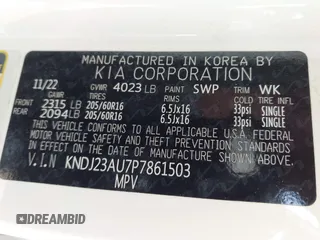 MANUFACTURED IN KOREA BY
KIA CORPORATION
11/22 GVWR 4023 LB PAINT SWP TRIM WK
GAWR TIRES RIMS COLD
FRONT 2315 LB 205/60R16 6.5Jx16 33psi SINGLE
REAR 2094 LB 205/60R16 6.5Jx16 33psi SINGLE
THIS VEHICLE CONFORMS TO ALL APPLICABLE U.S.A. FEDERAL
MOTOR VEHICLE SAFETY, BUMPER, AND THEFT PREVENTION
STANDARDS IN EFFECT ON THE DATE OF MANUFACTURE
SHOWN ABOVE.
V.I.N KNDJ23AU7P7861503
MPV
DREAMBID